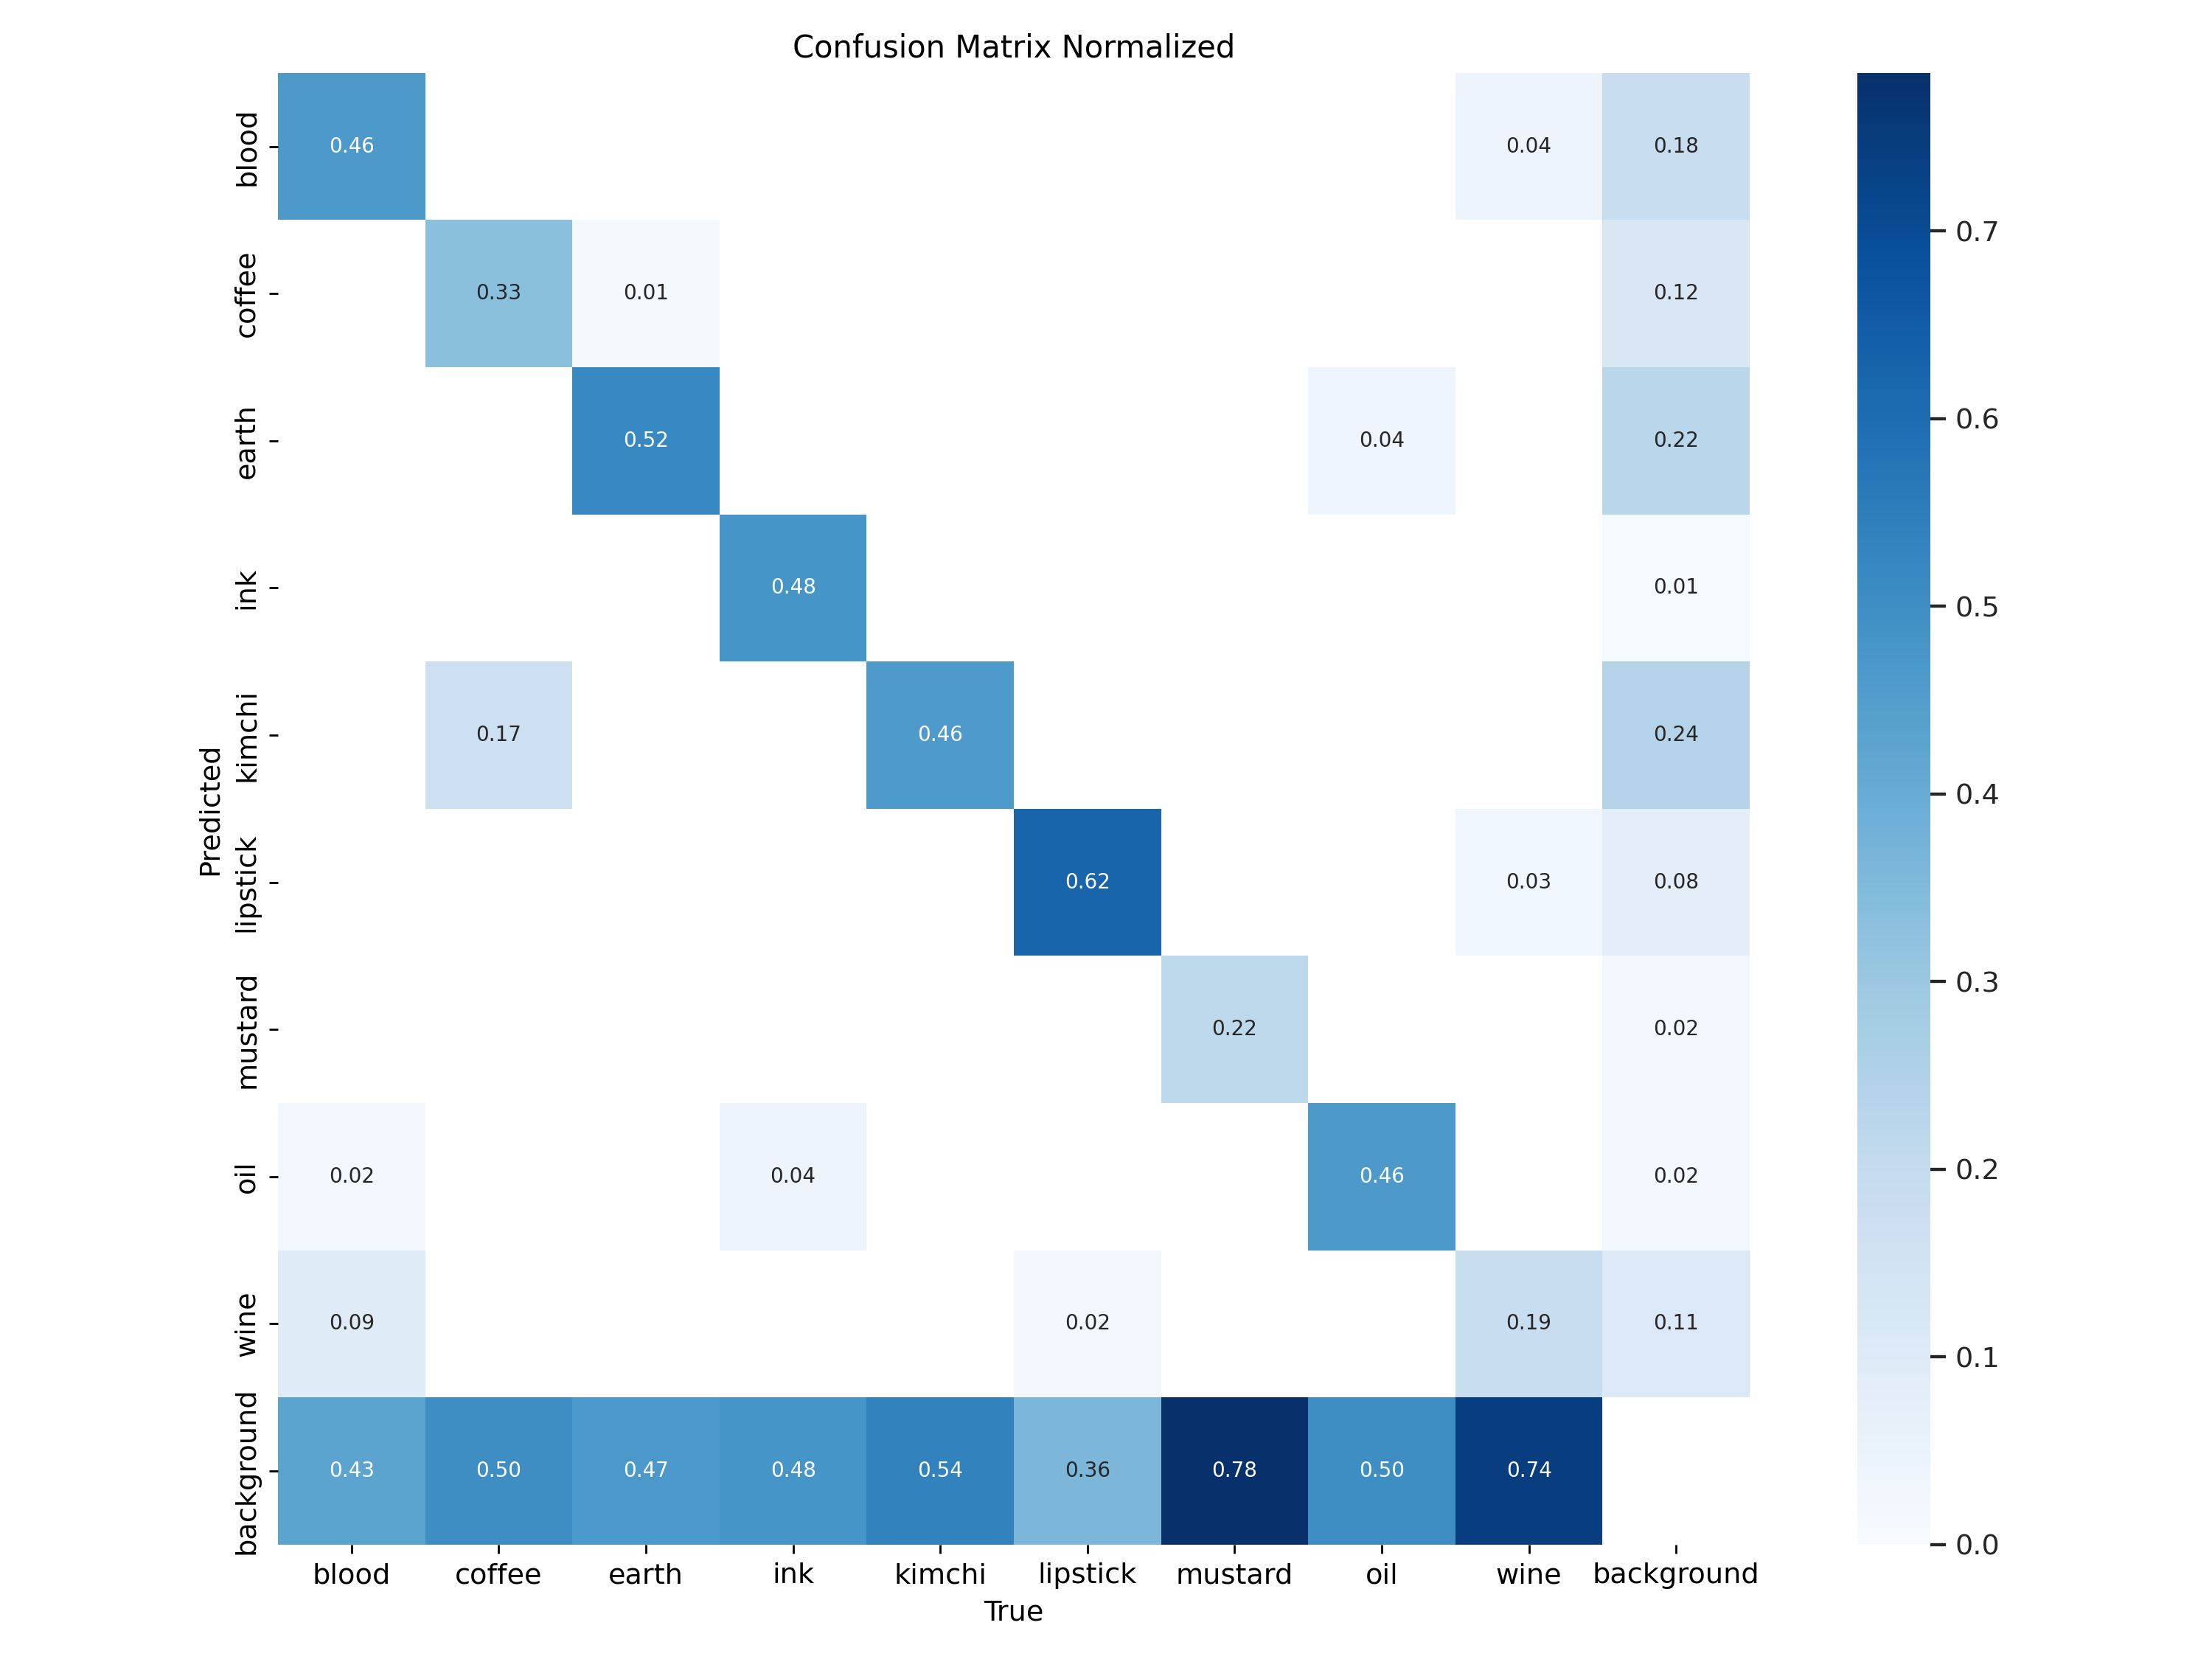 Confusion Matrix Normalized
blood 0.46 0.04 0.18
coffee 0.33 0.01 0.12
earth 0.52 0.04 0.22
ink 0.48 0.01
kimchi 0.17 0.46 0.24
lipstick 0.62 0.03 0.08
mustard 0.22 0.02
oil 0.02 0.04 0.46 0.02
wine 0.09 0.02 0.19 0.11
background 0.43 0.50 0.47 0.48 0.54 0.36 0.78 0.50 0.74
blood coffee earth ink kimchi lipstick mustard oil wine background
True
Predicted
0.7
0.6
0.5
0.4
0.3
0.2
0.1
0.0